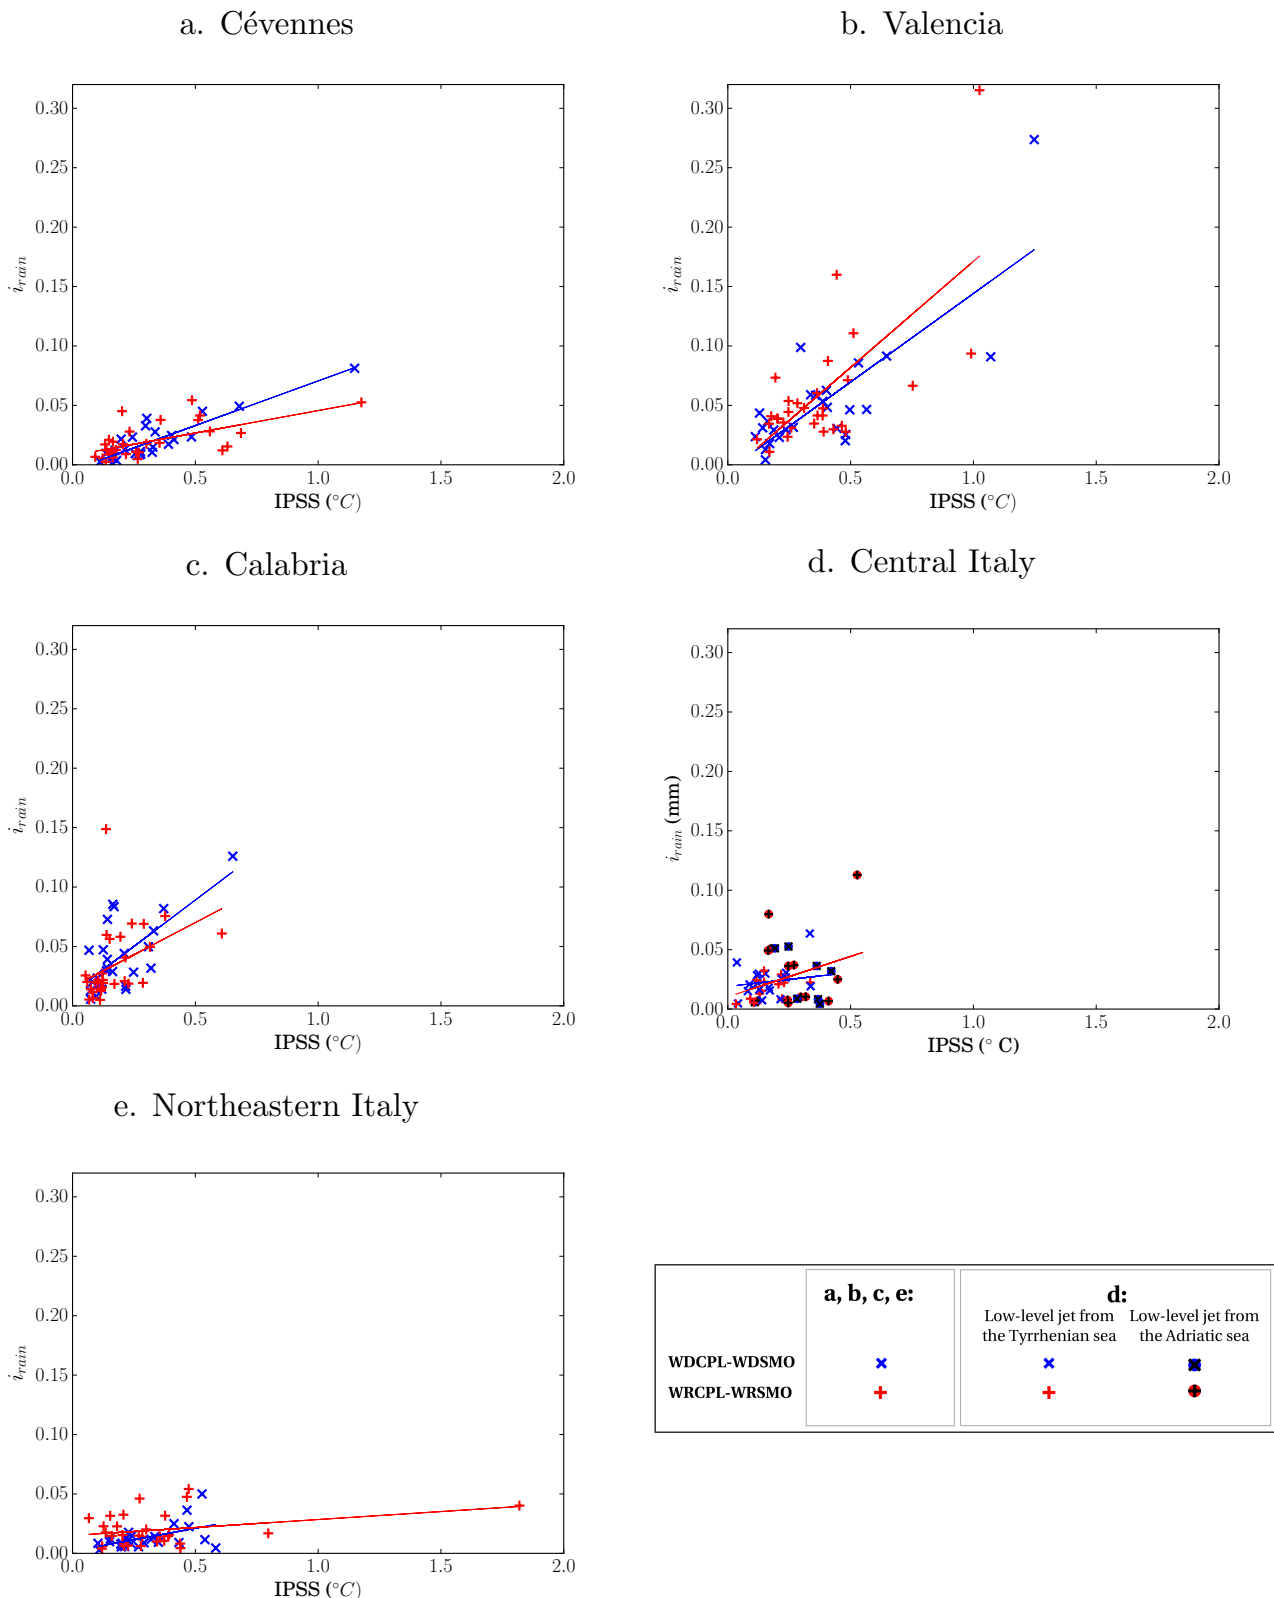 a. Cévennes
b. Valencia
0.30
0.25
0.20
0.15
0.10
0.05
0.00
i_rain
0.0 0.5 1.0 1.5 2.0
IPSS (°C)
0.30
0.25
0.20
0.15
0.10
0.05
0.00
i_rain
0.0 0.5 1.0 1.5 2.0
IPSS (°C)
c. Calabria
d. Central Italy
0.30
0.25
0.20
0.15
0.10
0.05
0.00
i_rain
0.0 0.5 1.0 1.5 2.0
IPSS (°C)
0.30
0.25
0.20
0.15
0.10
0.05
0.00
i_rain (mm)
0.0 0.5 1.0 1.5 2.0
IPSS (° C)
e. Northeastern Italy
0.30
0.25
0.20
0.15
0.10
0.05
0.00
i_rain
0.0 0.5 1.0 1.5 2.0
IPSS (°C)
a, b, c, e:
d:
Low-level jet from
the Tyrrhenian sea
Low-level jet from
the Adriatic sea
WDCPL-WDSMO
WRCPL-WRSMO